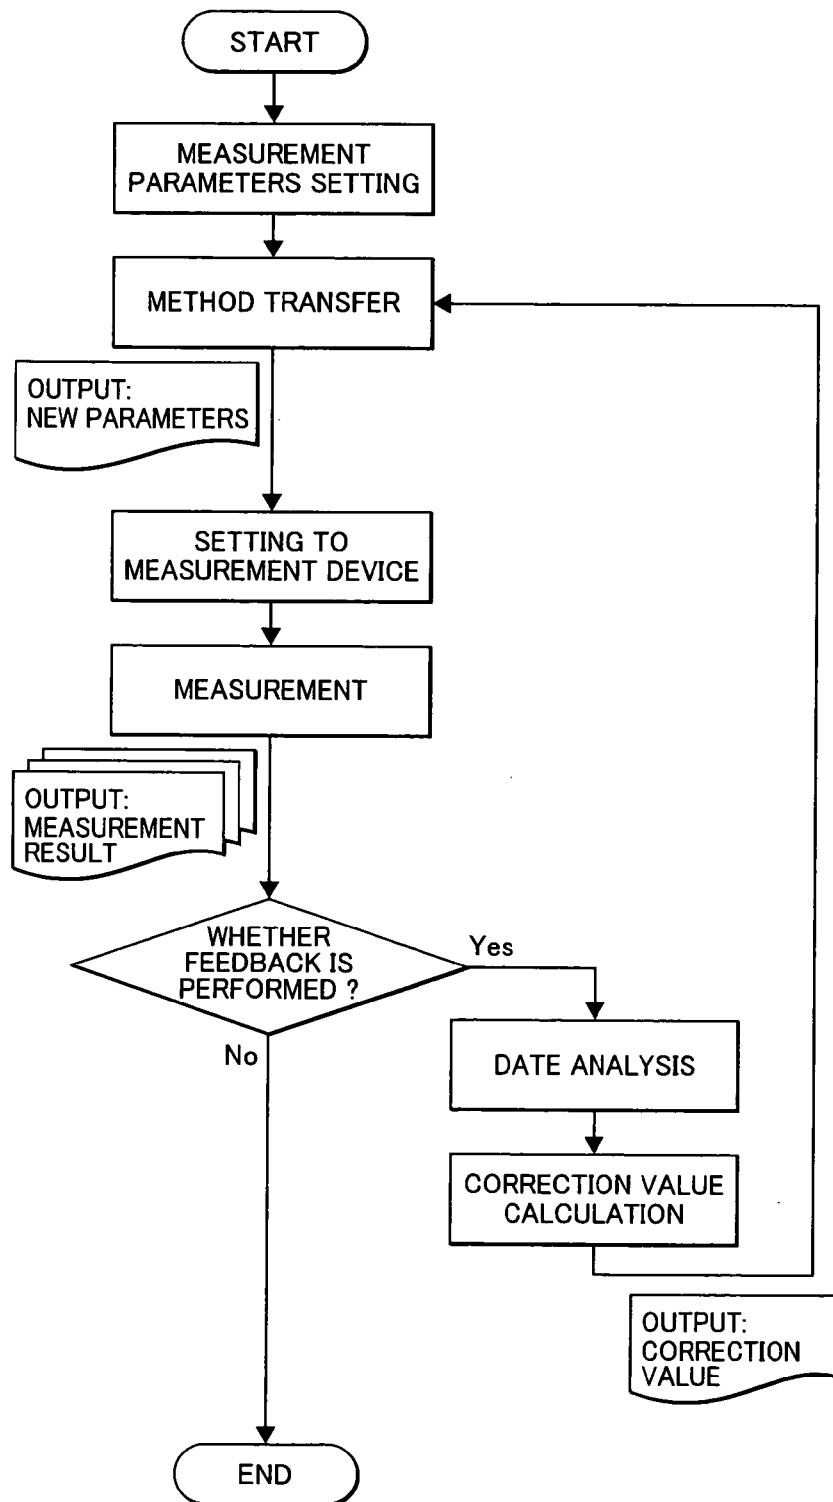 START
MEASUREMENT
PARAMETERS SETTING
METHOD TRANSFER
OUTPUT:
NEW PARAMETERS
SETTING TO
MEASUREMENT DEVICE
MEASUREMENT
OUTPUT:
MEASUREMENT
RESULT
WHETHER
FEEDBACK IS
PERFORMED ?
Yes
No
DATE ANALYSIS
CORRECTION VALUE
CALCULATION
OUTPUT:
CORRECTION
VALUE
END